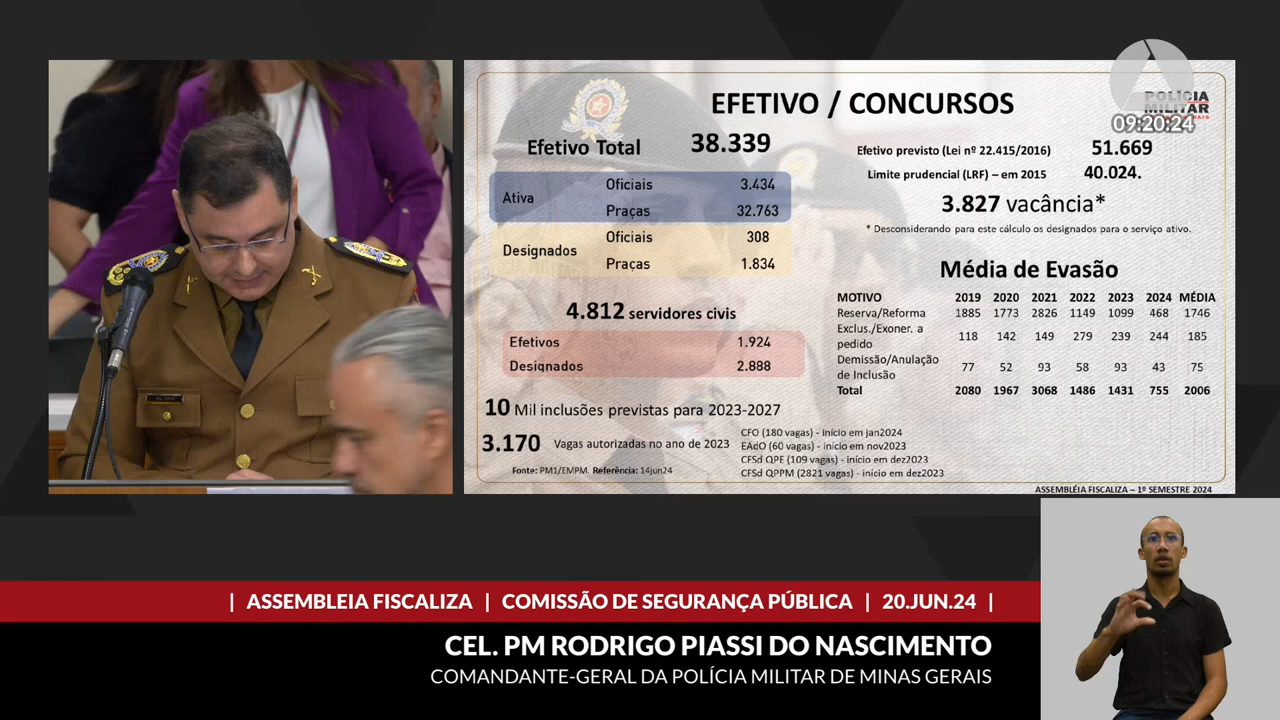 EFETIVO / CONCURSOS
POLÍCIA
MILITAR
09:20:24
Efetivo Total 38.339
Ativa
Oficiais 3.434
Praças 32.763
Designados
Oficiais 308
Praças 1.834
4.812 servidores civis
Efetivos 1.924
Designados 2.888
10 Mil inclusões previstas para 2023-2027
3.170 Vagas autorizadas no ano de 2023
CFO (180 vagas) - início em jan2024
EAdO (60 vagas) - início em nov2023
CFSd QPE (109 vagas) - início em dez2023
CFSd QPPM (2821 vagas) - início em dez2023
Fonte: PM1/EMPM. Referência: 14jun24
Efetivo previsto (Lei nº 22.415/2016) 51.669
Limite prudencial (LRF) – em 2015 40.024.
3.827 vacância*
* Desconsiderando para este cálculo os designados para o serviço ativo.
Média de Evasão
MOTIVO 2019 2020 2021 2022 2023 2024 MÉDIA
Reserva/Reforma 1885 1773 2826 1149 1099 468 1746
Exclus./Exoner. a
pedido 118 142 149 279 239 244 185
Demissão/Anulação
de Inclusão 77 52 93 58 93 43 75
Total 2080 1967 3068 1486 1431 755 2006
ASSEMBLÉIA FISCALIZA – 1º SEMESTRE 2024
| ASSEMBLEIA FISCALIZA | COMISSÃO DE SEGURANÇA PÚBLICA | 20.JUN.24 |
CEL. PM RODRIGO PIASSI DO NASCIMENTO
COMANDANTE-GERAL DA POLÍCIA MILITAR DE MINAS GERAIS